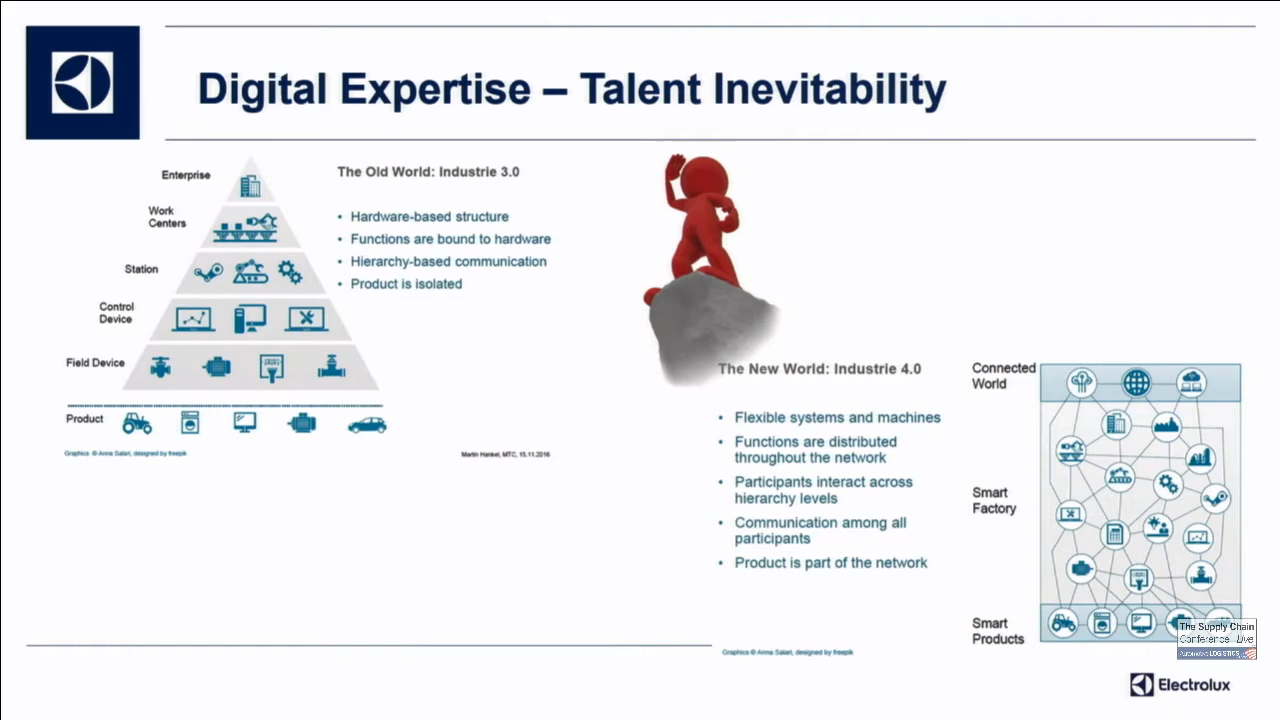 Digital Expertise – Talent Inevitability
Enterprise
Work
Centers
Station
Control
Device
Field Device
Product
Graphics © Anna Salari, designed by freepik
Martin Hankel, MTC, 15.11.2016
The Old World: Industrie 3.0
• Hardware-based structure
• Functions are bound to hardware
• Hierarchy-based communication
• Product is isolated
The New World: Industrie 4.0
• Flexible systems and machines
• Functions are distributed
throughout the network
• Participants interact across
hierarchy levels
• Communication among all
participants
• Product is part of the network
Graphics © Anna Salari, designed by freepik
Connected
World
Smart
Factory
Smart
Products
The Supply Chain
Conference Live
Automotive LOGISTICS
Electrolux